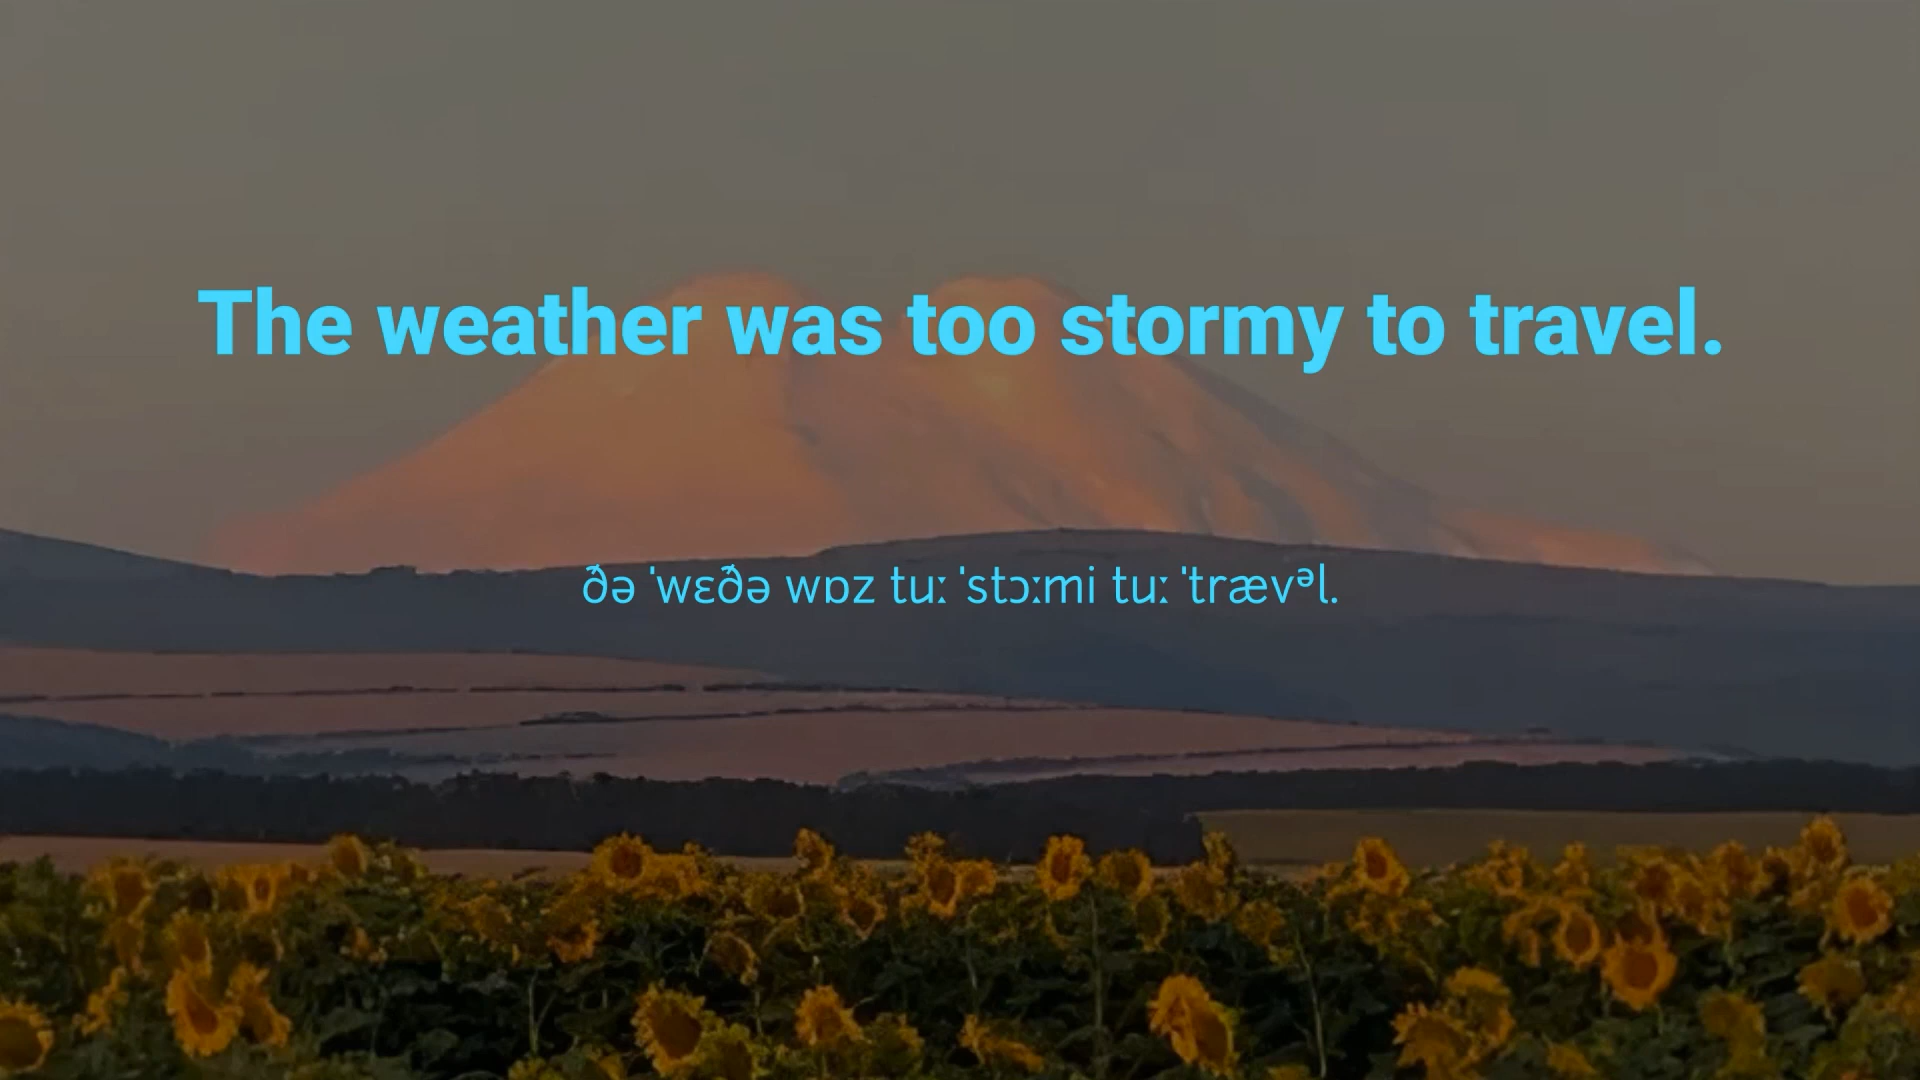 The weather was too stormy to travel.
ðə ˈwɛðə wɒz tuː ˈstɔːmi tuː ˈtrævᵊl.